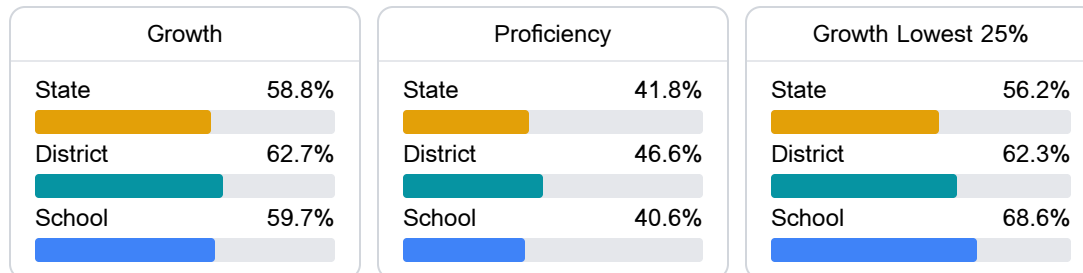 Growth
State 58.8%
District 62.7%
School 59.7%
Proficiency
State 41.8%
District 46.6%
School 40.6%
Growth Lowest 25%
State 56.2%
District 62.3%
School 68.6%